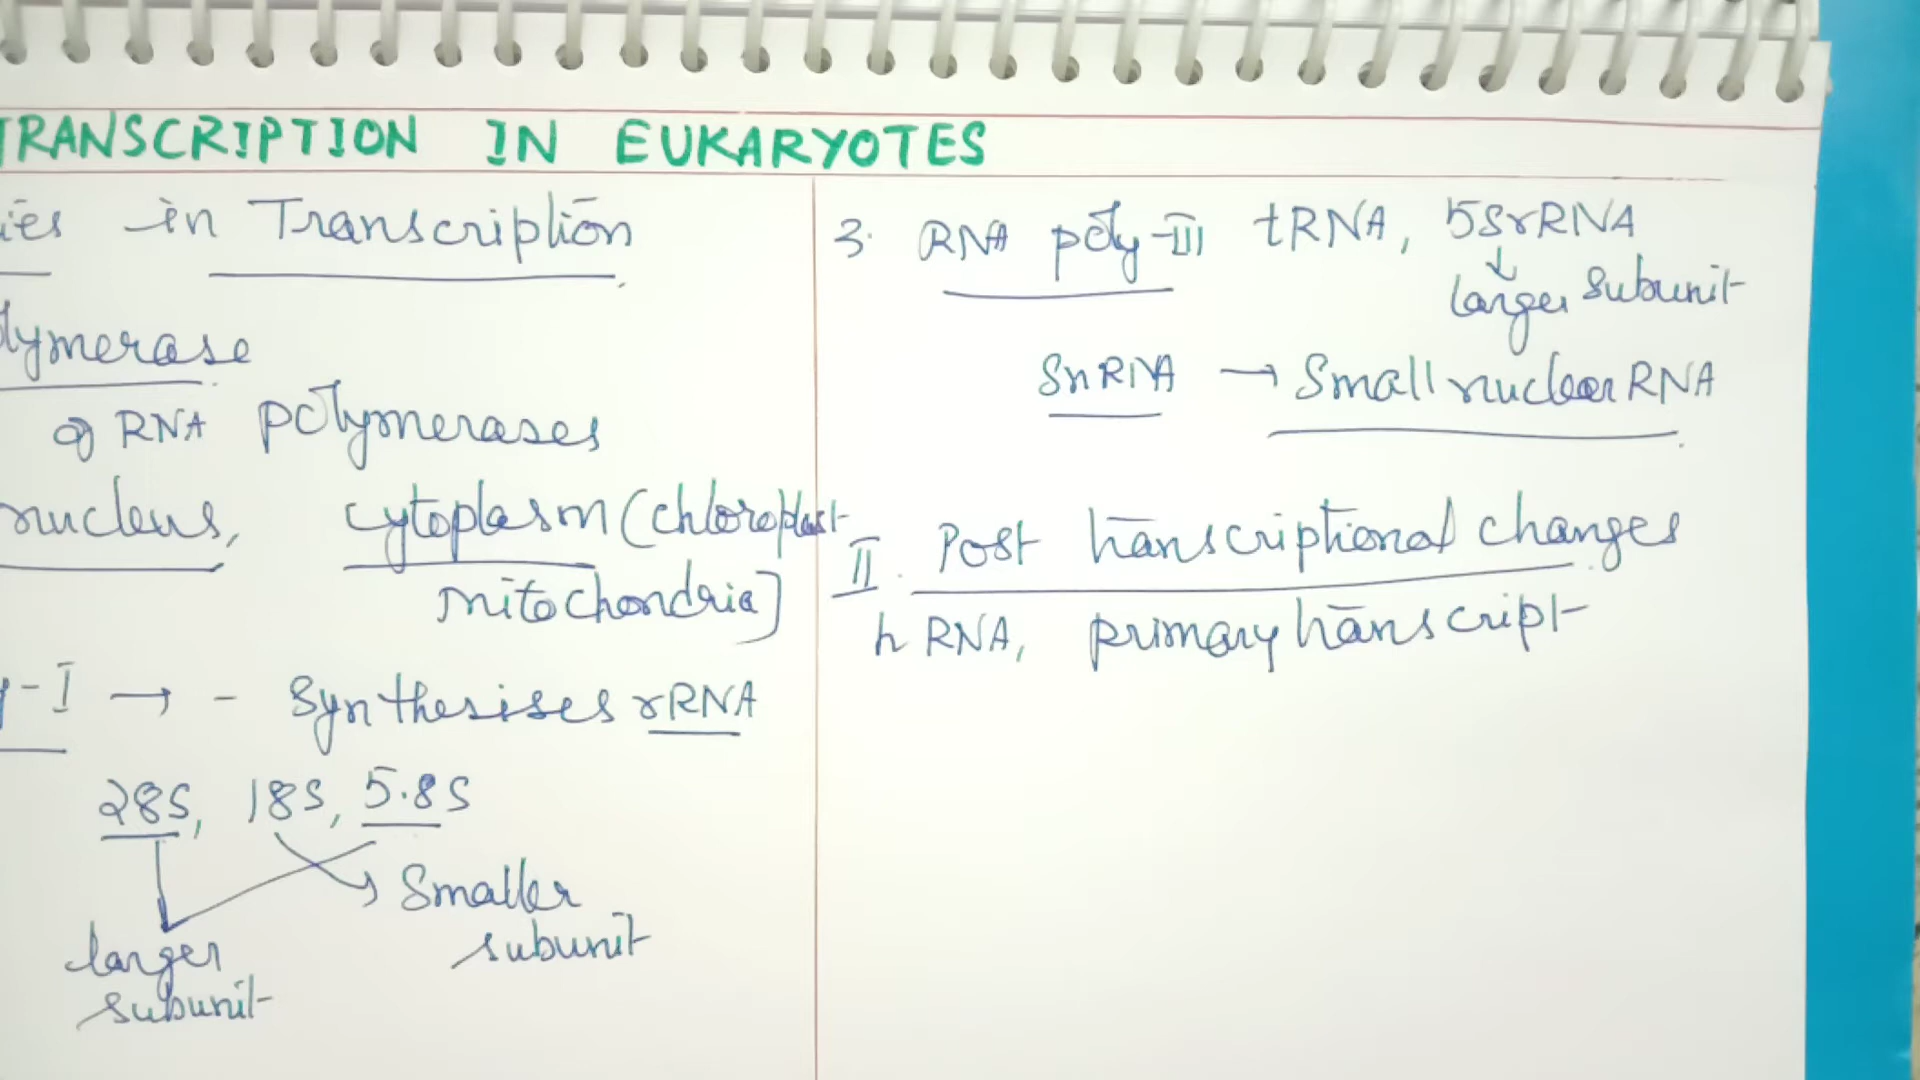 TRANSCRIPTION IN EUKARYOTES
ies in Transcription
lymerase
of RNA polymerases
nucleus, cytoplasm (chloroplast
mitochondria]
-I → - Synthesises rRNA
28S, 18S, 5.8S
Smaller
subunit
larger
subunit
3. RNA poly-III tRNA, 5SrRNA
↓
larger subunit
SnRNA → Small nuclear RNA
II. Post transcriptional changes
h RNA, primary transcript